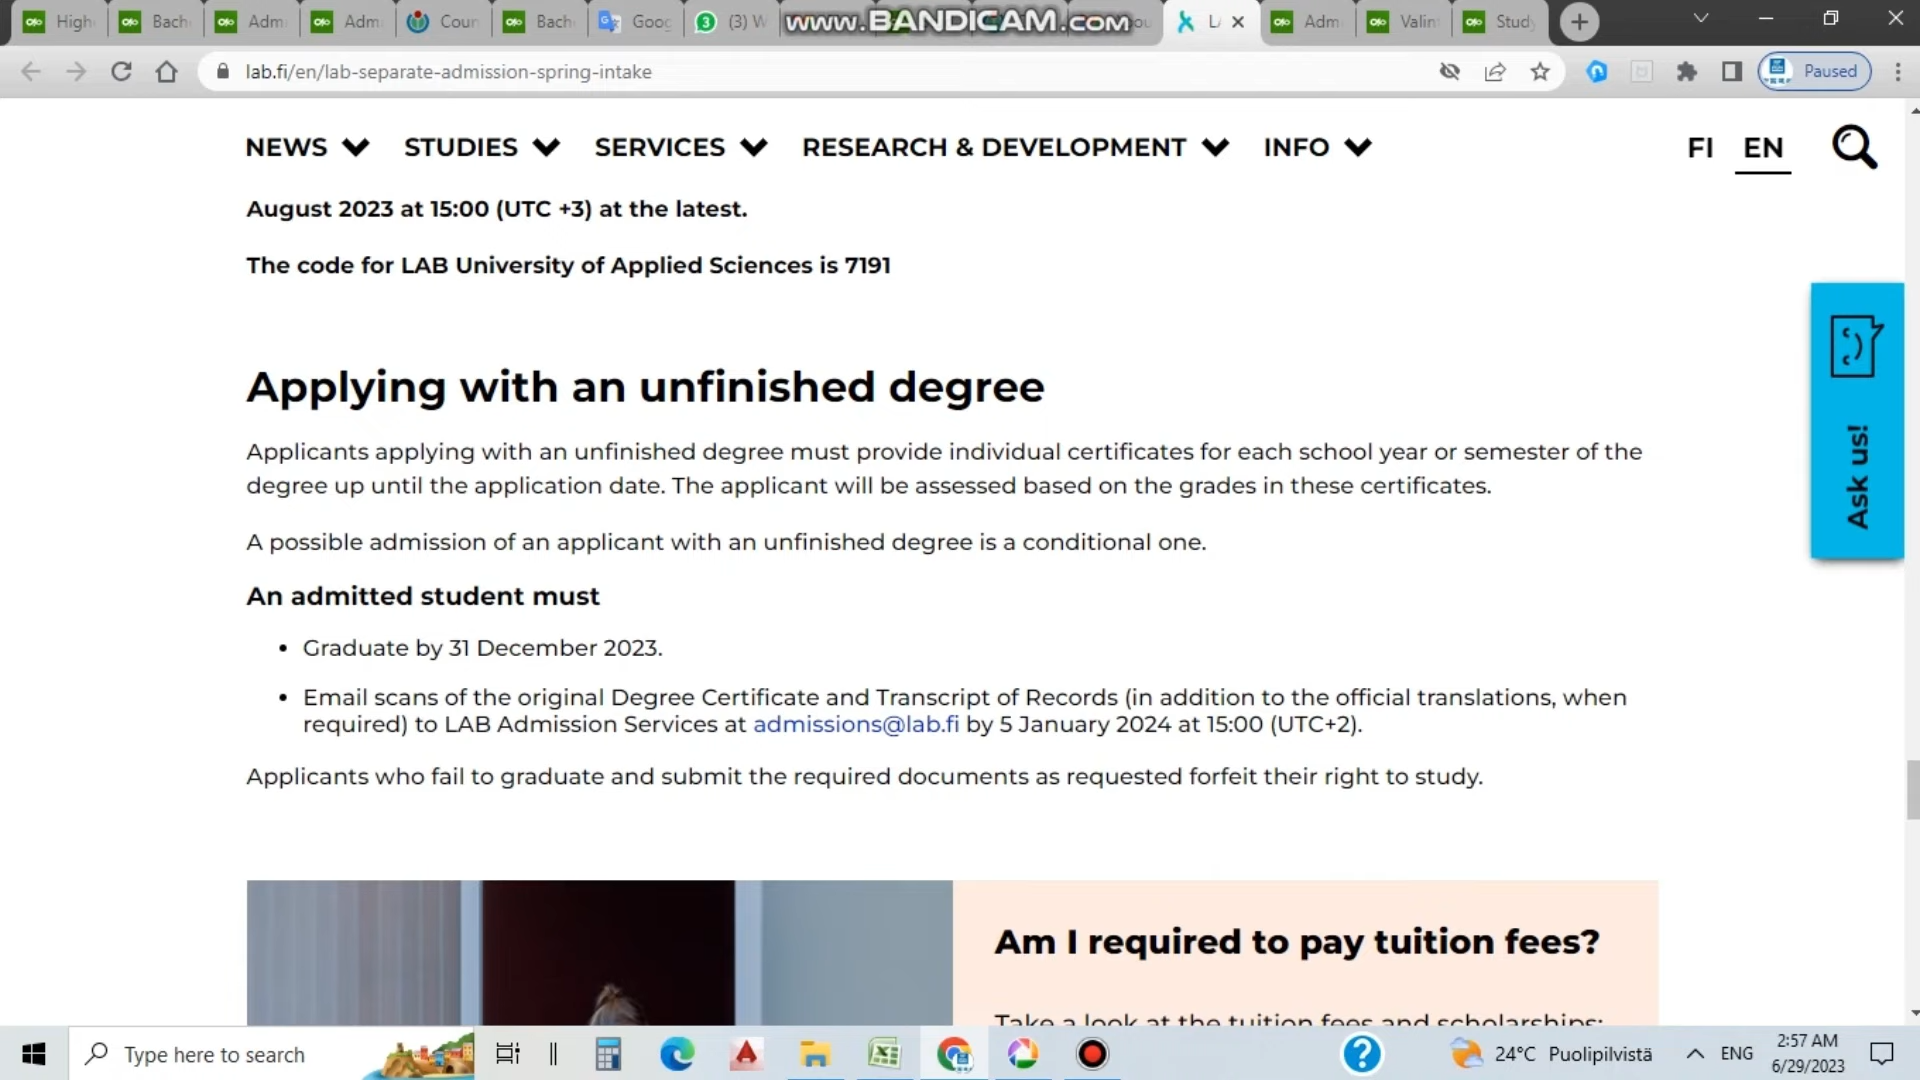 High
Bach
Adm
Adm
Coun
Bach
Goog
(3) W
www.BANDICAM.com
L
Adm
Valin
Study
lab.fi/en/lab-separate-admission-spring-intake
Paused
NEWS STUDIES SERVICES RESEARCH & DEVELOPMENT INFO FI EN
August 2023 at 15:00 (UTC +3) at the latest.
The code for LAB University of Applied Sciences is 7191
Applying with an unfinished degree
Applicants applying with an unfinished degree must provide individual certificates for each school year or semester of the
degree up until the application date. The applicant will be assessed based on the grades in these certificates.
A possible admission of an applicant with an unfinished degree is a conditional one.
An admitted student must
• Graduate by 31 December 2023.
• Email scans of the original Degree Certificate and Transcript of Records (in addition to the official translations, when
required) to LAB Admission Services at admissions@lab.fi by 5 January 2024 at 15:00 (UTC+2).
Applicants who fail to graduate and submit the required documents as requested forfeit their right to study.
Ask us!
Am I required to pay tuition fees?
Take a look at the tuition fees and scholarships:
Type here to search
24°C Puolipilvistä
ENG
2:57 AM
6/29/2023